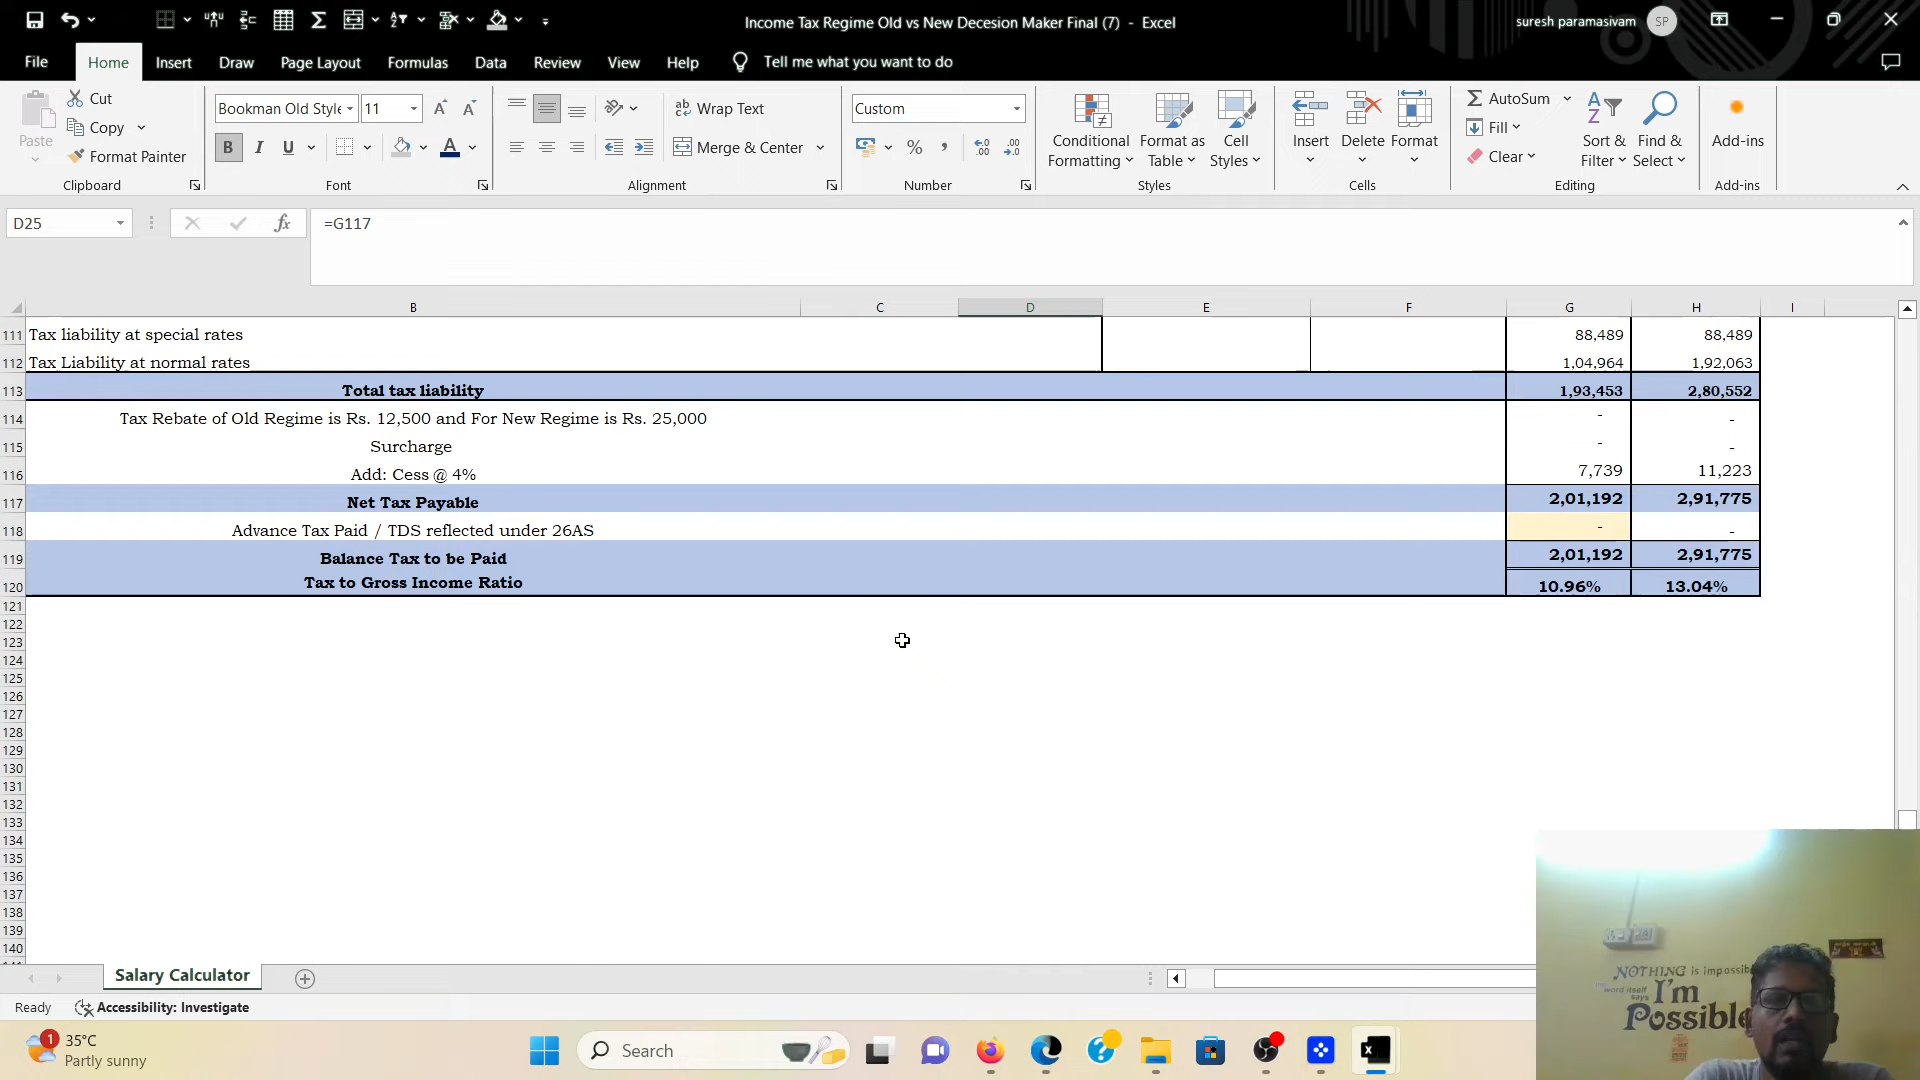 Income Tax Regime Old vs New Decesion Maker Final (7) - Excel
suresh paramasivam
SP
File
Home
Insert
Draw
Page Layout
Formulas
Data
Review
View
Help
Tell me what you want to do
Paste
Cut
Copy
Format Painter
Clipboard
Bookman Old Style
11
B
I
U
Font
Wrap Text
Merge & Center
Alignment
Custom
%
Number
Conditional Formatting
Format as Table
Cell Styles
Styles
Insert
Delete
Format
Cells
AutoSum
Fill
Clear
Sort & Filter
Find & Select
Editing
Add-ins
Add-ins
D25
fx
=G117
B C D E F G H I
111 Tax liability at special rates 88,489 88,489
112 Tax Liability at normal rates 1,04,964 1,92,063
113 Total tax liability 1,93,453 2,80,552
114 Tax Rebate of Old Regime is Rs. 12,500 and For New Regime is Rs. 25,000 - -
115 Surcharge - -
116 Add: Cess @ 4% 7,739 11,223
117 Net Tax Payable 2,01,192 2,91,775
118 Advance Tax Paid / TDS reflected under 26AS - -
119 Balance Tax to be Paid 2,01,192 2,91,775
120 Tax to Gross Income Ratio 10.96% 13.04%
121
122
123
124
125
126
127
128
129
130
131
132
133
134
135
136
137
138
139
140
Salary Calculator
Ready
Accessibility: Investigate
NOTHING is impossib
word itself
says
I'm
Possible
1
35°C
Partly sunny
Search